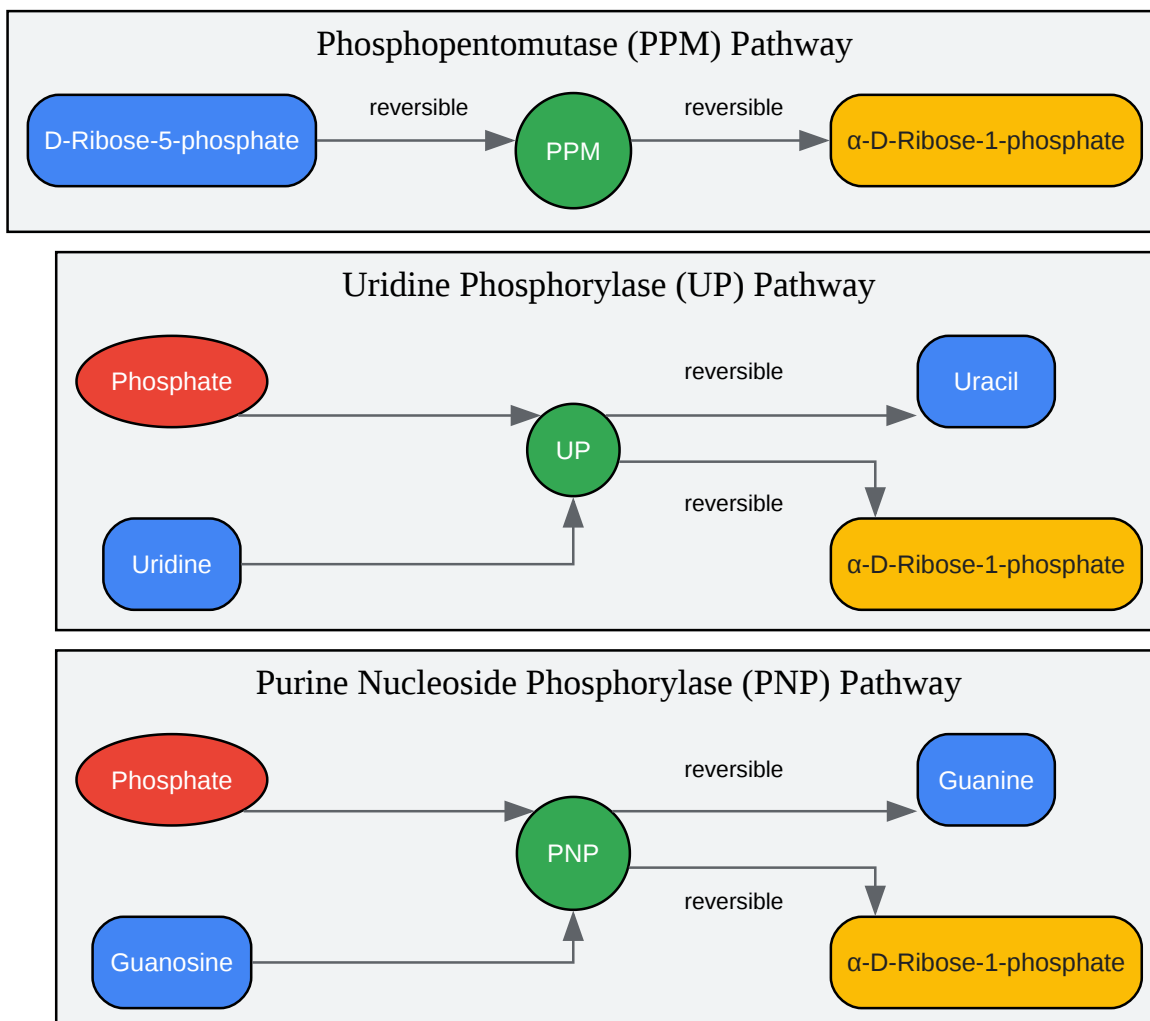 Phosphopentomutase (PPM) Pathway
D-Ribose-5-phosphate
reversible
PPM
reversible
α-D-Ribose-1-phosphate
Uridine Phosphorylase (UP) Pathway
Phosphate
reversible
Uracil
UP
reversible
Uridine
α-D-Ribose-1-phosphate
Purine Nucleoside Phosphorylase (PNP) Pathway
Phosphate
reversible
Guanine
PNP
reversible
Guanosine
α-D-Ribose-1-phosphate